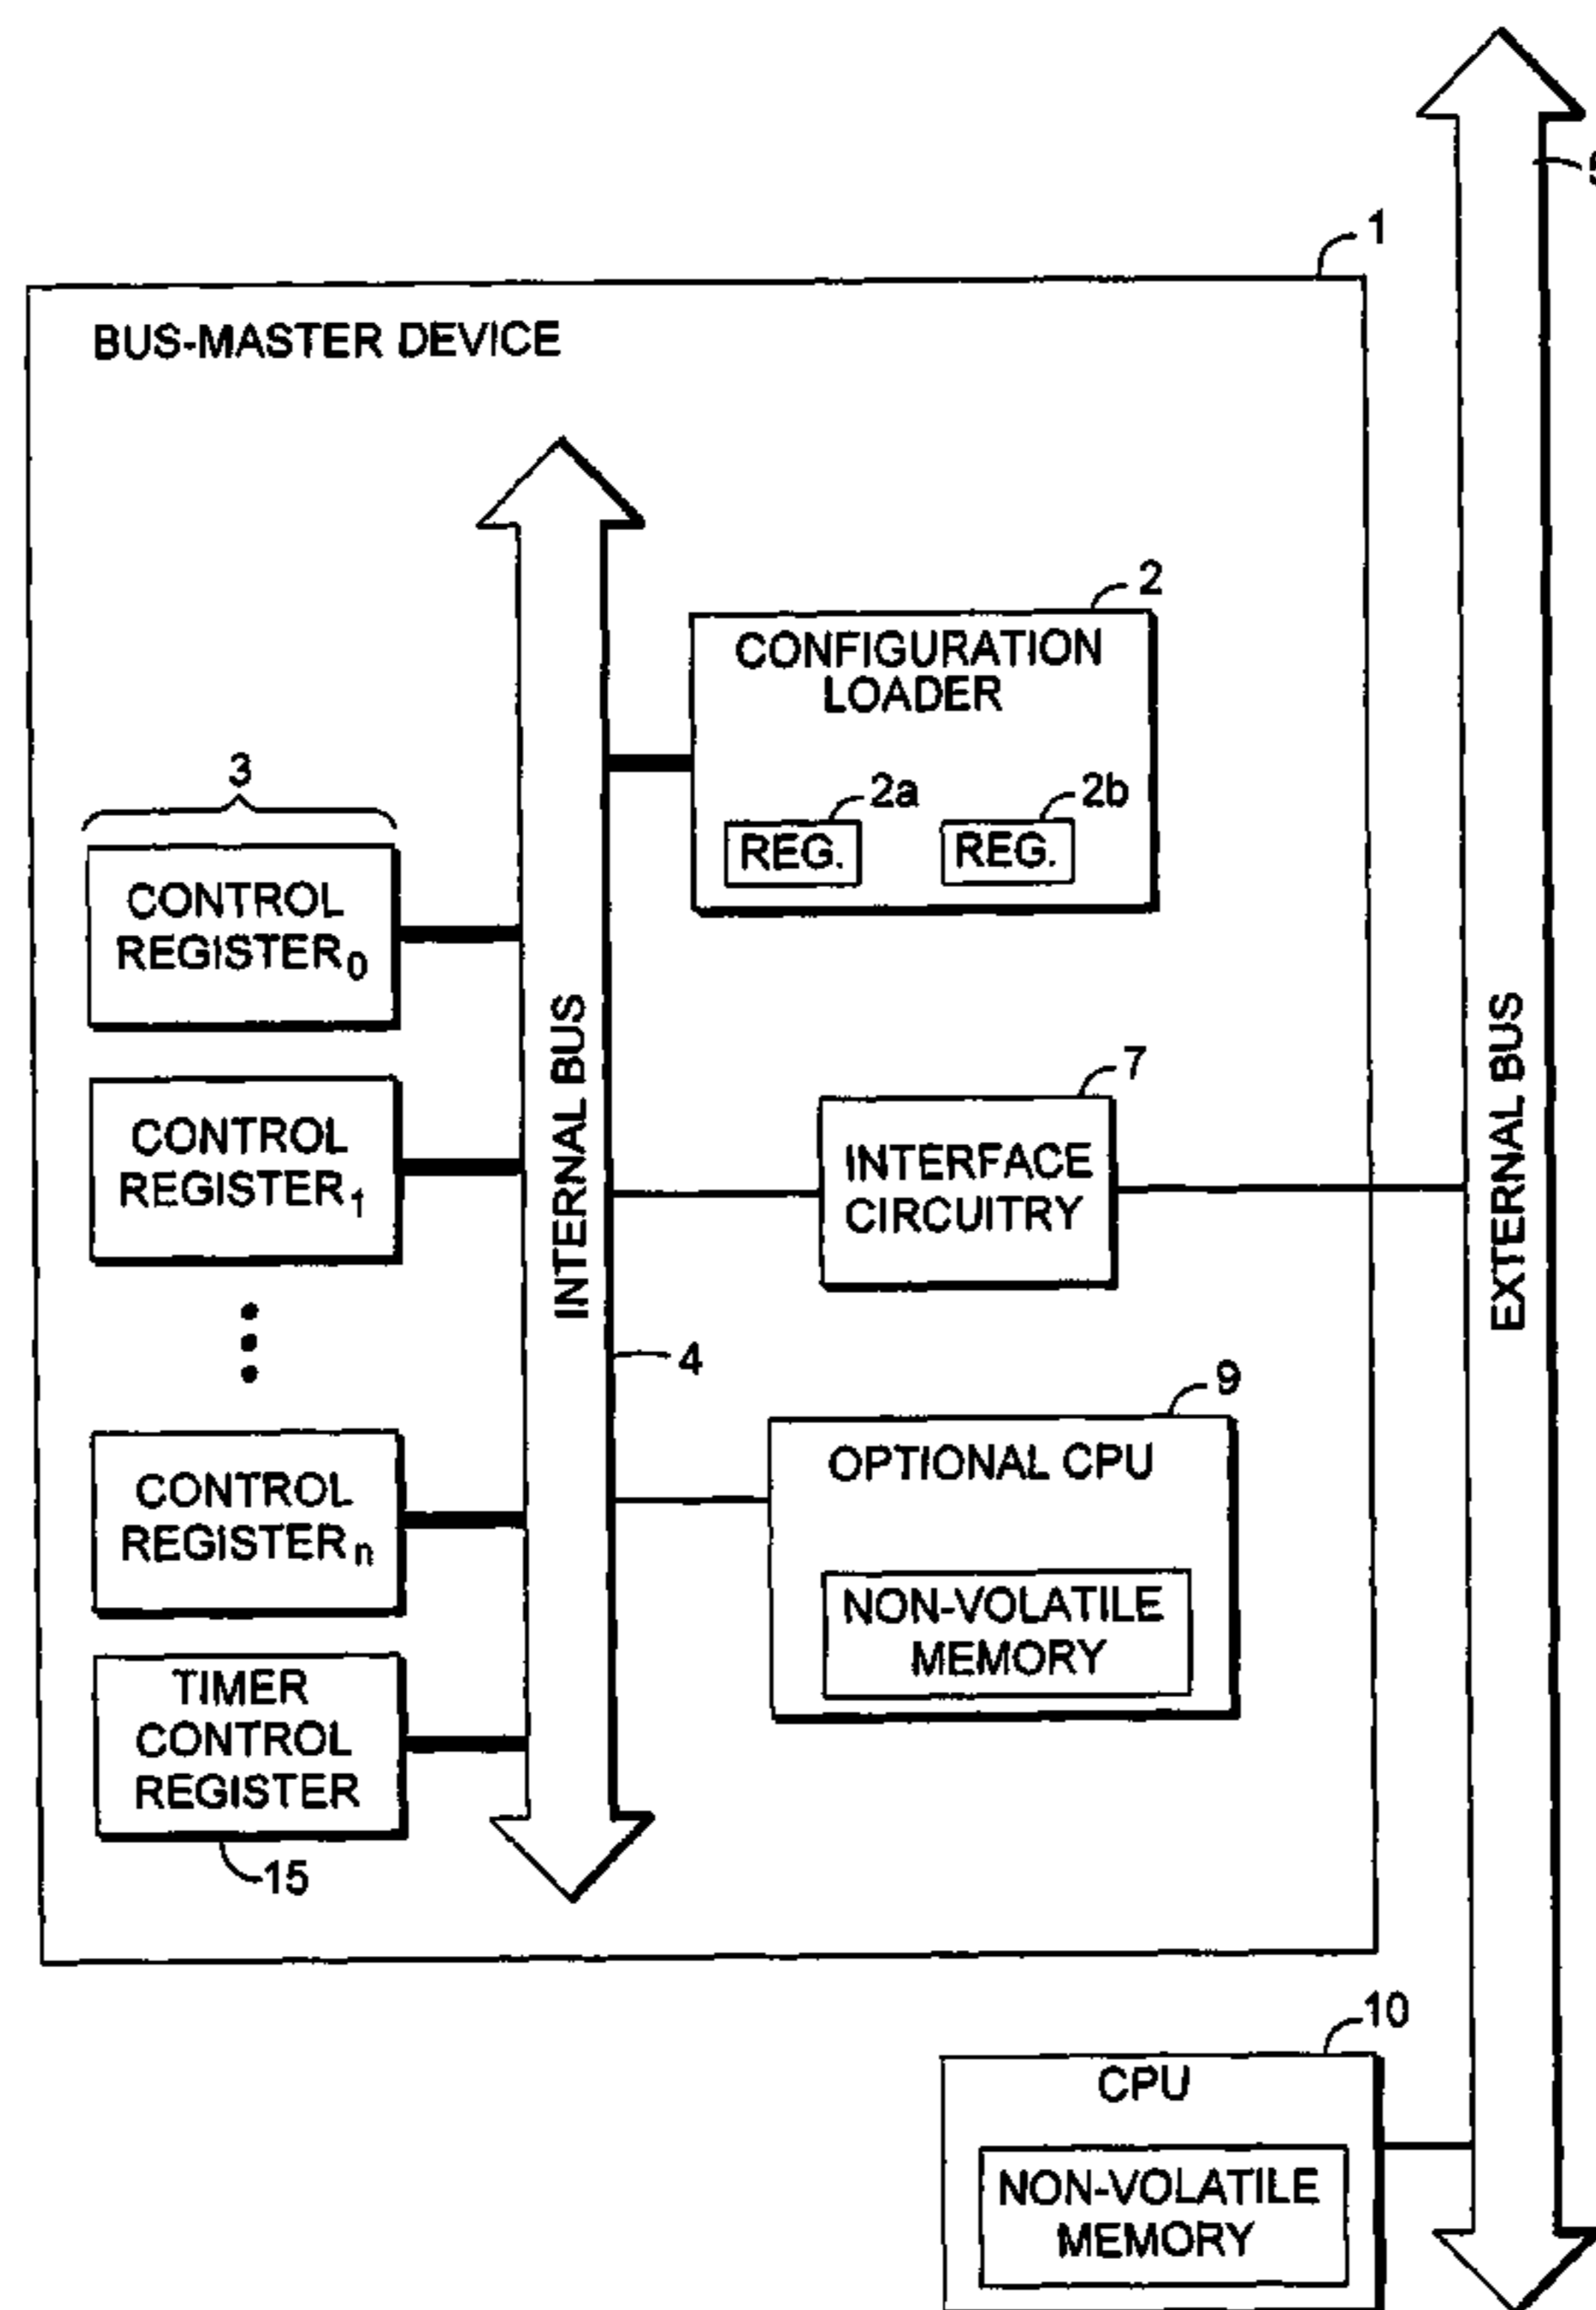 5
1
BUS-MASTER DEVICE
2
CONFIGURATION
LOADER
2a
2b
REG.
REG.
3
CONTROL
REGISTER0
CONTROL
REGISTER1
CONTROL
REGISTERn
TIMER
CONTROL
REGISTER
15
INTERNAL BUS
4
7
INTERFACE
CIRCUITRY
9
OPTIONAL CPU
NON-VOLATILE
MEMORY
EXTERNAL BUS
10
CPU
NON-VOLATILE
MEMORY